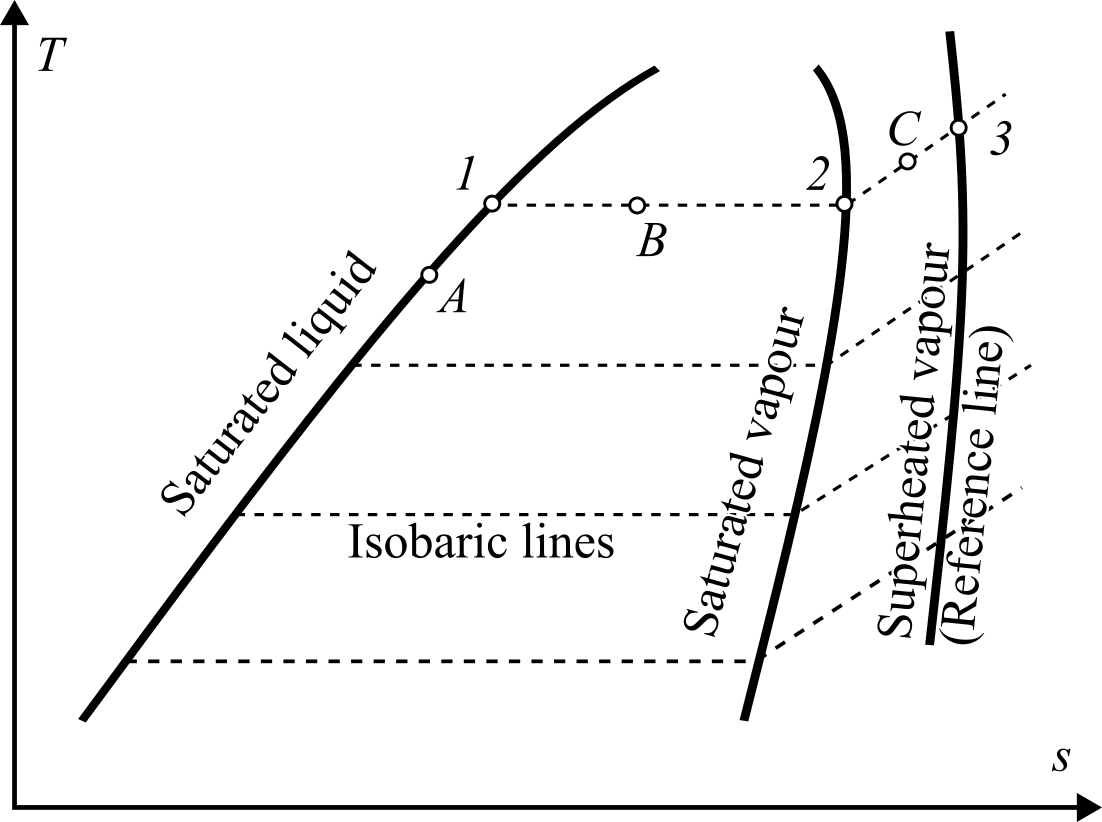 T
C
3
1
2
B
A
Saturated liquid
Saturated vapour
Superheated vapour
(Reference line)
Isobaric lines
s